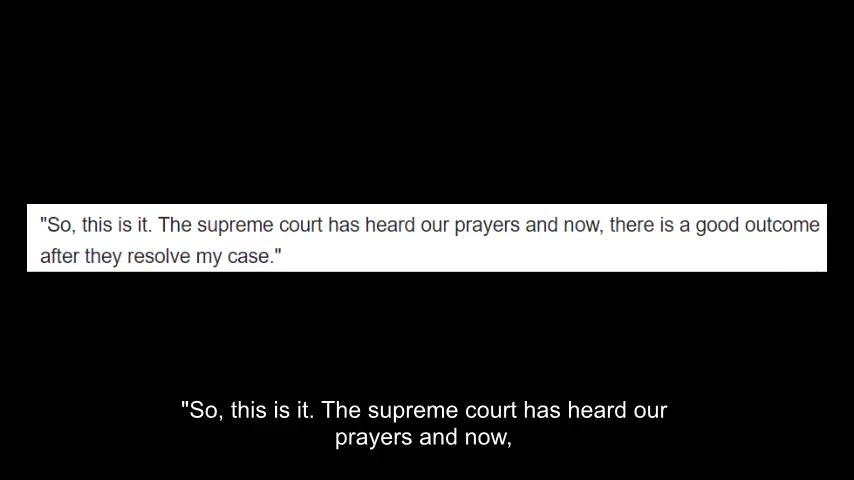 "So, this is it. The supreme court has heard our prayers and now, there is a good outcome
after they resolve my case."
"So, this is it. The supreme court has heard our
prayers and now,